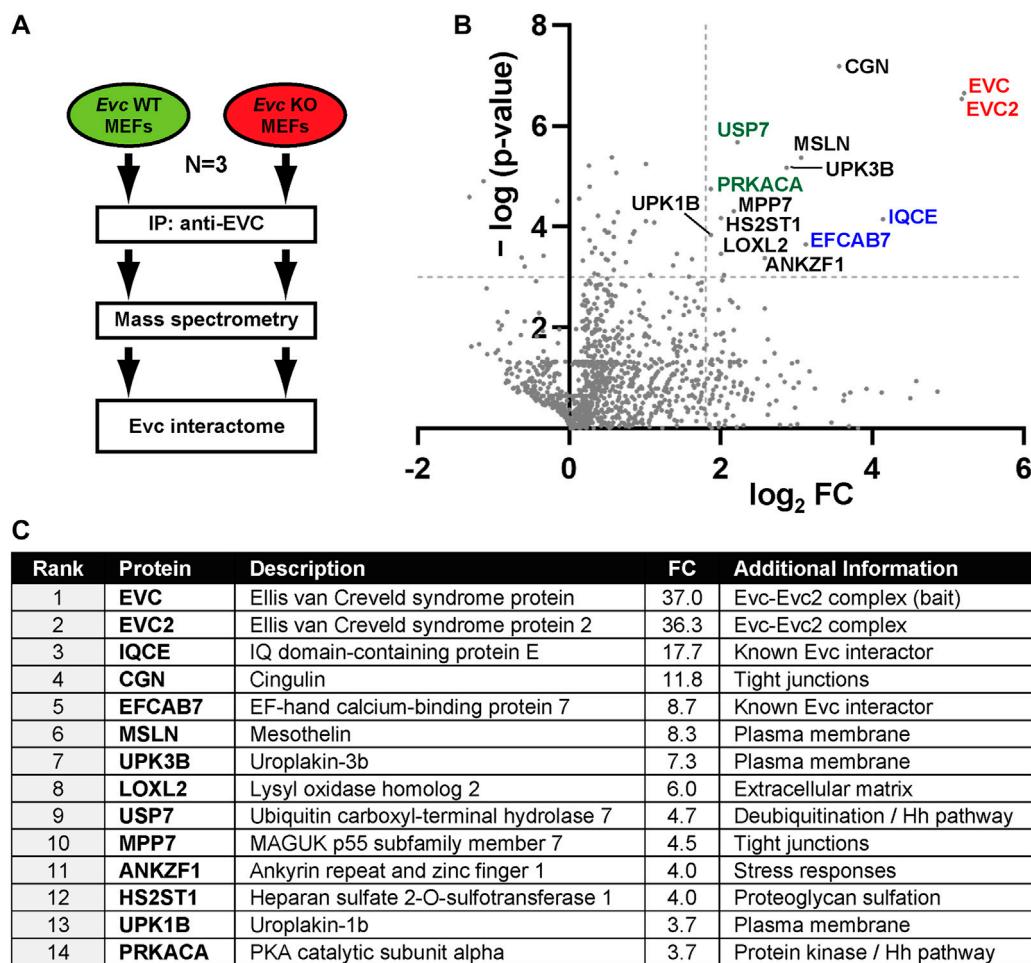 A
Evc WT
MEFs
Evc KO
MEFs
N=3
IP: anti-EVC
Mass spectrometry
Evc interactome
B
– log (p-value)
8
6
4
2
-2
0
2
4
6
log2 FC
CGN
EVC
EVC2
USP7
MSLN
UPK3B
PRKACA
UPK1B
MPP7
HS2ST1
IQCE
EFCAB7
LOXL2
ANKZF1
C
Rank Protein Description FC Additional Information
1 EVC Ellis van Creveld syndrome protein 37.0 Evc-Evc2 complex (bait)
2 EVC2 Ellis van Creveld syndrome protein 2 36.3 Evc-Evc2 complex
3 IQCE IQ domain-containing protein E 17.7 Known Evc interactor
4 CGN Cingulin 11.8 Tight junctions
5 EFCAB7 EF-hand calcium-binding protein 7 8.7 Known Evc interactor
6 MSLN Mesothelin 8.3 Plasma membrane
7 UPK3B Uroplakin-3b 7.3 Plasma membrane
8 LOXL2 Lysyl oxidase homolog 2 6.0 Extracellular matrix
9 USP7 Ubiquitin carboxyl-terminal hydrolase 7 4.7 Deubiquitination / Hh pathway
10 MPP7 MAGUK p55 subfamily member 7 4.5 Tight junctions
11 ANKZF1 Ankyrin repeat and zinc finger 1 4.0 Stress responses
12 HS2ST1 Heparan sulfate 2-O-sulfotransferase 1 4.0 Proteoglycan sulfation
13 UPK1B Uroplakin-1b 3.7 Plasma membrane
14 PRKACA PKA catalytic subunit alpha 3.7 Protein kinase / Hh pathway